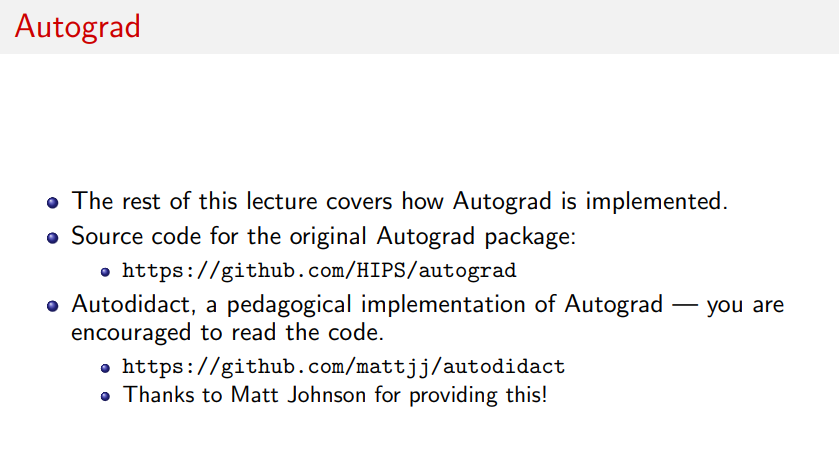 Autograd
The rest of this lecture covers how Autograd is implemented.
Source code for the original Autograd package:
https://github.com/HIPS/autograd
Autodidact, a pedagogical implementation of Autograd — you are
encouraged to read the code.
https://github.com/mattjj/autodidact
Thanks to Matt Johnson for providing this!